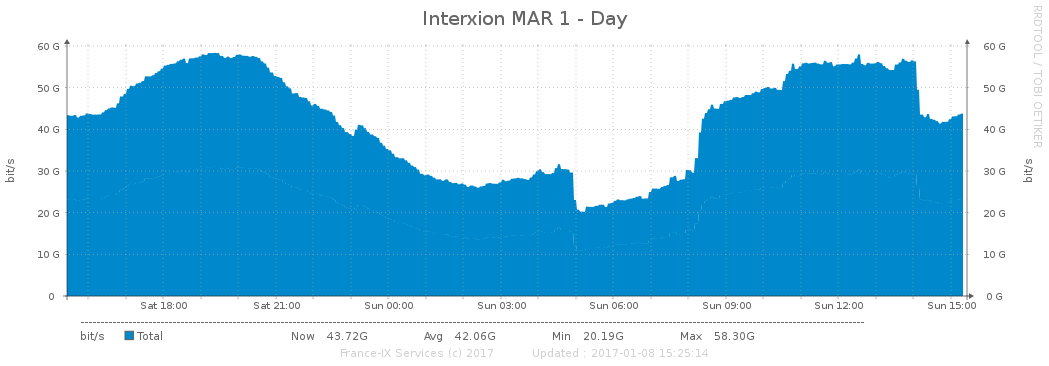 Interxion MAR 1 - Day
RRDTOOL / TOBI OETIKER
60 G 60 G
50 G 50 G
40 G 40 G
30 G 30 G
20 G 20 G
10 G 10 G
0 0 G
bit/s bit/s
Sat 18:00 Sat 21:00 Sun 00:00 Sun 03:00 Sun 06:00 Sun 09:00 Sun 12:00 Sun 15:00
bit/s Total Now 43.72G Avg 42.06G Min 20.19G Max 58.30G
France-IX Services (c) 2017 Updated : 2017-01-08 15:25:14